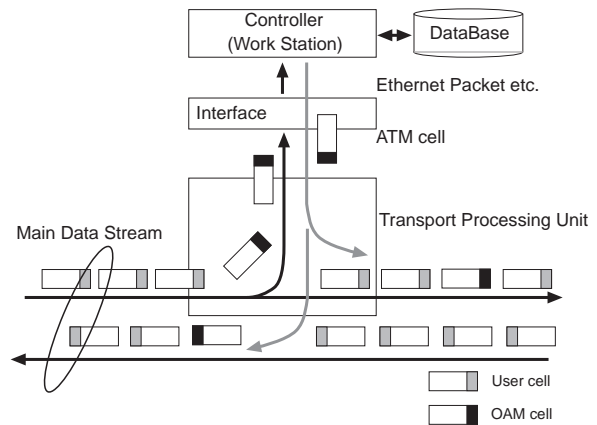 Controller
(Work Station)
DataBase
Ethernet Packet etc.
Interface
ATM cell
Transport Processing Unit
Main Data Stream
User cell
OAM cell